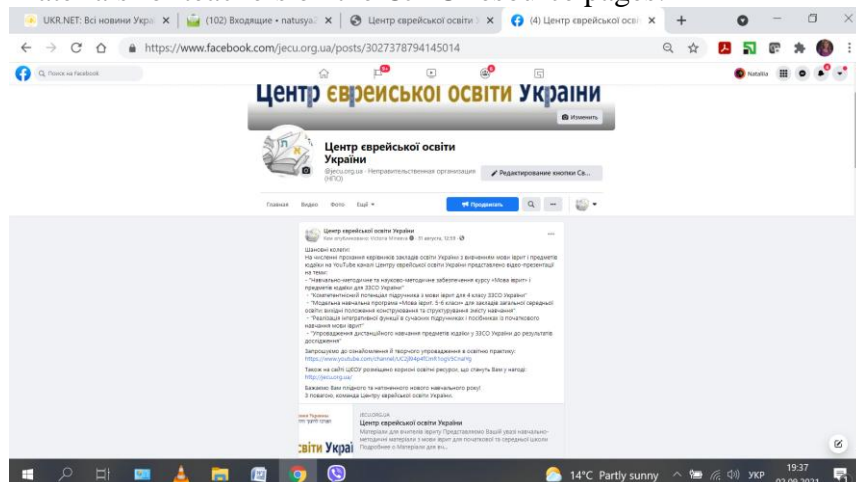 UKR.NET: Всі новини Укра
(102) Входящие • natusya
Центр єврейської освіти
(4) Центр єврейської осві
https://www.facebook.com/jecu.org.ua/posts/3027378794145014
Поиск на Facebook
Natalita
Центр єврейської освіти України
Изменить
Центр єврейської освіти
України
@jecu.org.ua · Неправительственная организация
(НПО)
Редактирование кнопки Св...
Главная Видео Фото Ещё
Продвигать
Центр єврейської освіти України
Шановні колеги!
На численні прохання керівників закладів освіти України з вивченням мови іврит і предметів
юдаїки на YouTube каналі Центру єврейської освіти України представлено відео-презентації
на теми:
- "Навчально-методичне та науково-методичне забезпечення курсу «Мова іврит» і
предметів юдаїки для ЗЗСО України"
- "Компетентнісний потенціал підручника з мови іврит для 4 класу ЗЗСО України"
- "Модельна навчальна програма «Мова іврит. 5-6 класи» для закладів загальної середньої
освіти: вихідні положення конструювання та структурування змісту навчання".
- "Реалізація інтегративної функції в сучасних підручниках і посібниках із початкового
навчання мови іврит"
- "Упровадження дистанційного навчання предметів юдаїки у ЗЗСО України до результатів
дослідження"
Запрошуємо до ознайомлення й творчого упровадження в освітню практику:
Також на сайті ЦЄОУ розміщено корисні освітні ресурси, що стануть Вам у нагоді:
http://jecu.org.ua/
Бажаємо Вам плідного та натхненного нового навчального року!
З повагою, команда Центру єврейської освіти України.
JECU.ORG.UA
Центр єврейської освіти України
Матеріали для вчителів івриту Представляємо Вашій увазі навчально-
методичні матеріали з мови іврит для початкової та середньої школи
Подробнее о Матеріали для вч...
світи Украї
14°C Partly sunny
УКР
19:37
02.09.2021